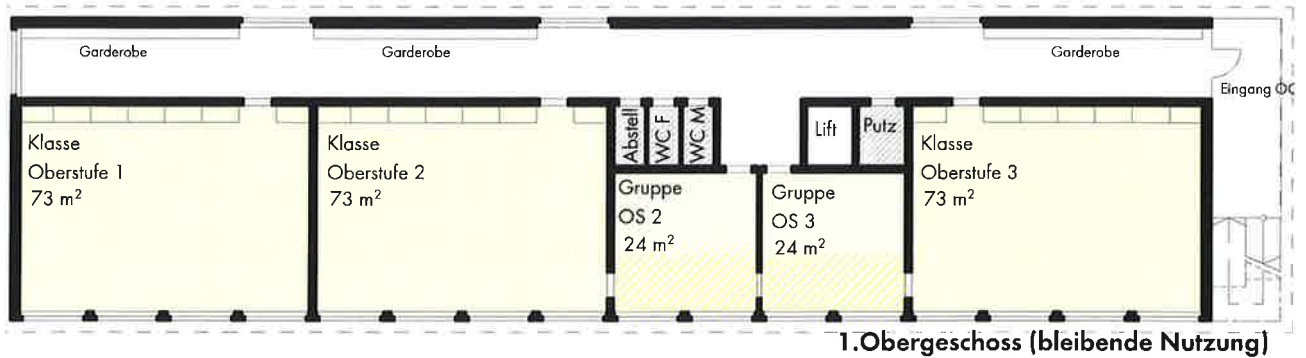 Garderobe
Garderobe
Garderobe
Eingang OG
Klasse
Oberstufe 1
73 m²
Klasse
Oberstufe 2
73 m²
Abstell
WC F
WC M
Lift
Putz
Klasse
Oberstufe 3
73 m²
Gruppe
OS 2
24 m²
Gruppe
OS 3
24 m²
1.Obergeschoss (bleibende Nutzung)